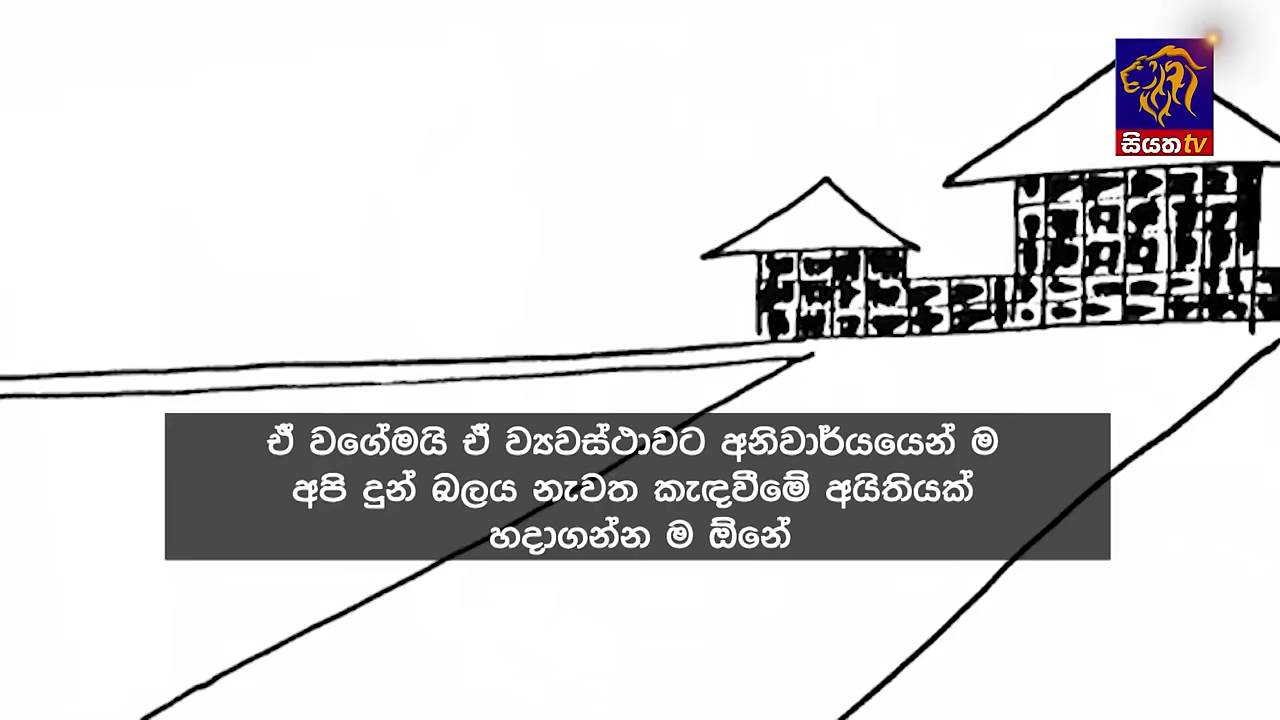 සියත tv
ඒ වගේමයි ඒ ව්‍යවස්ථාවට අනිවාර්යයෙන් ම
අපි දුන් බලය නැවත කැඳවීමේ අයිතියක්
හදාගන්න ම ඕනේ